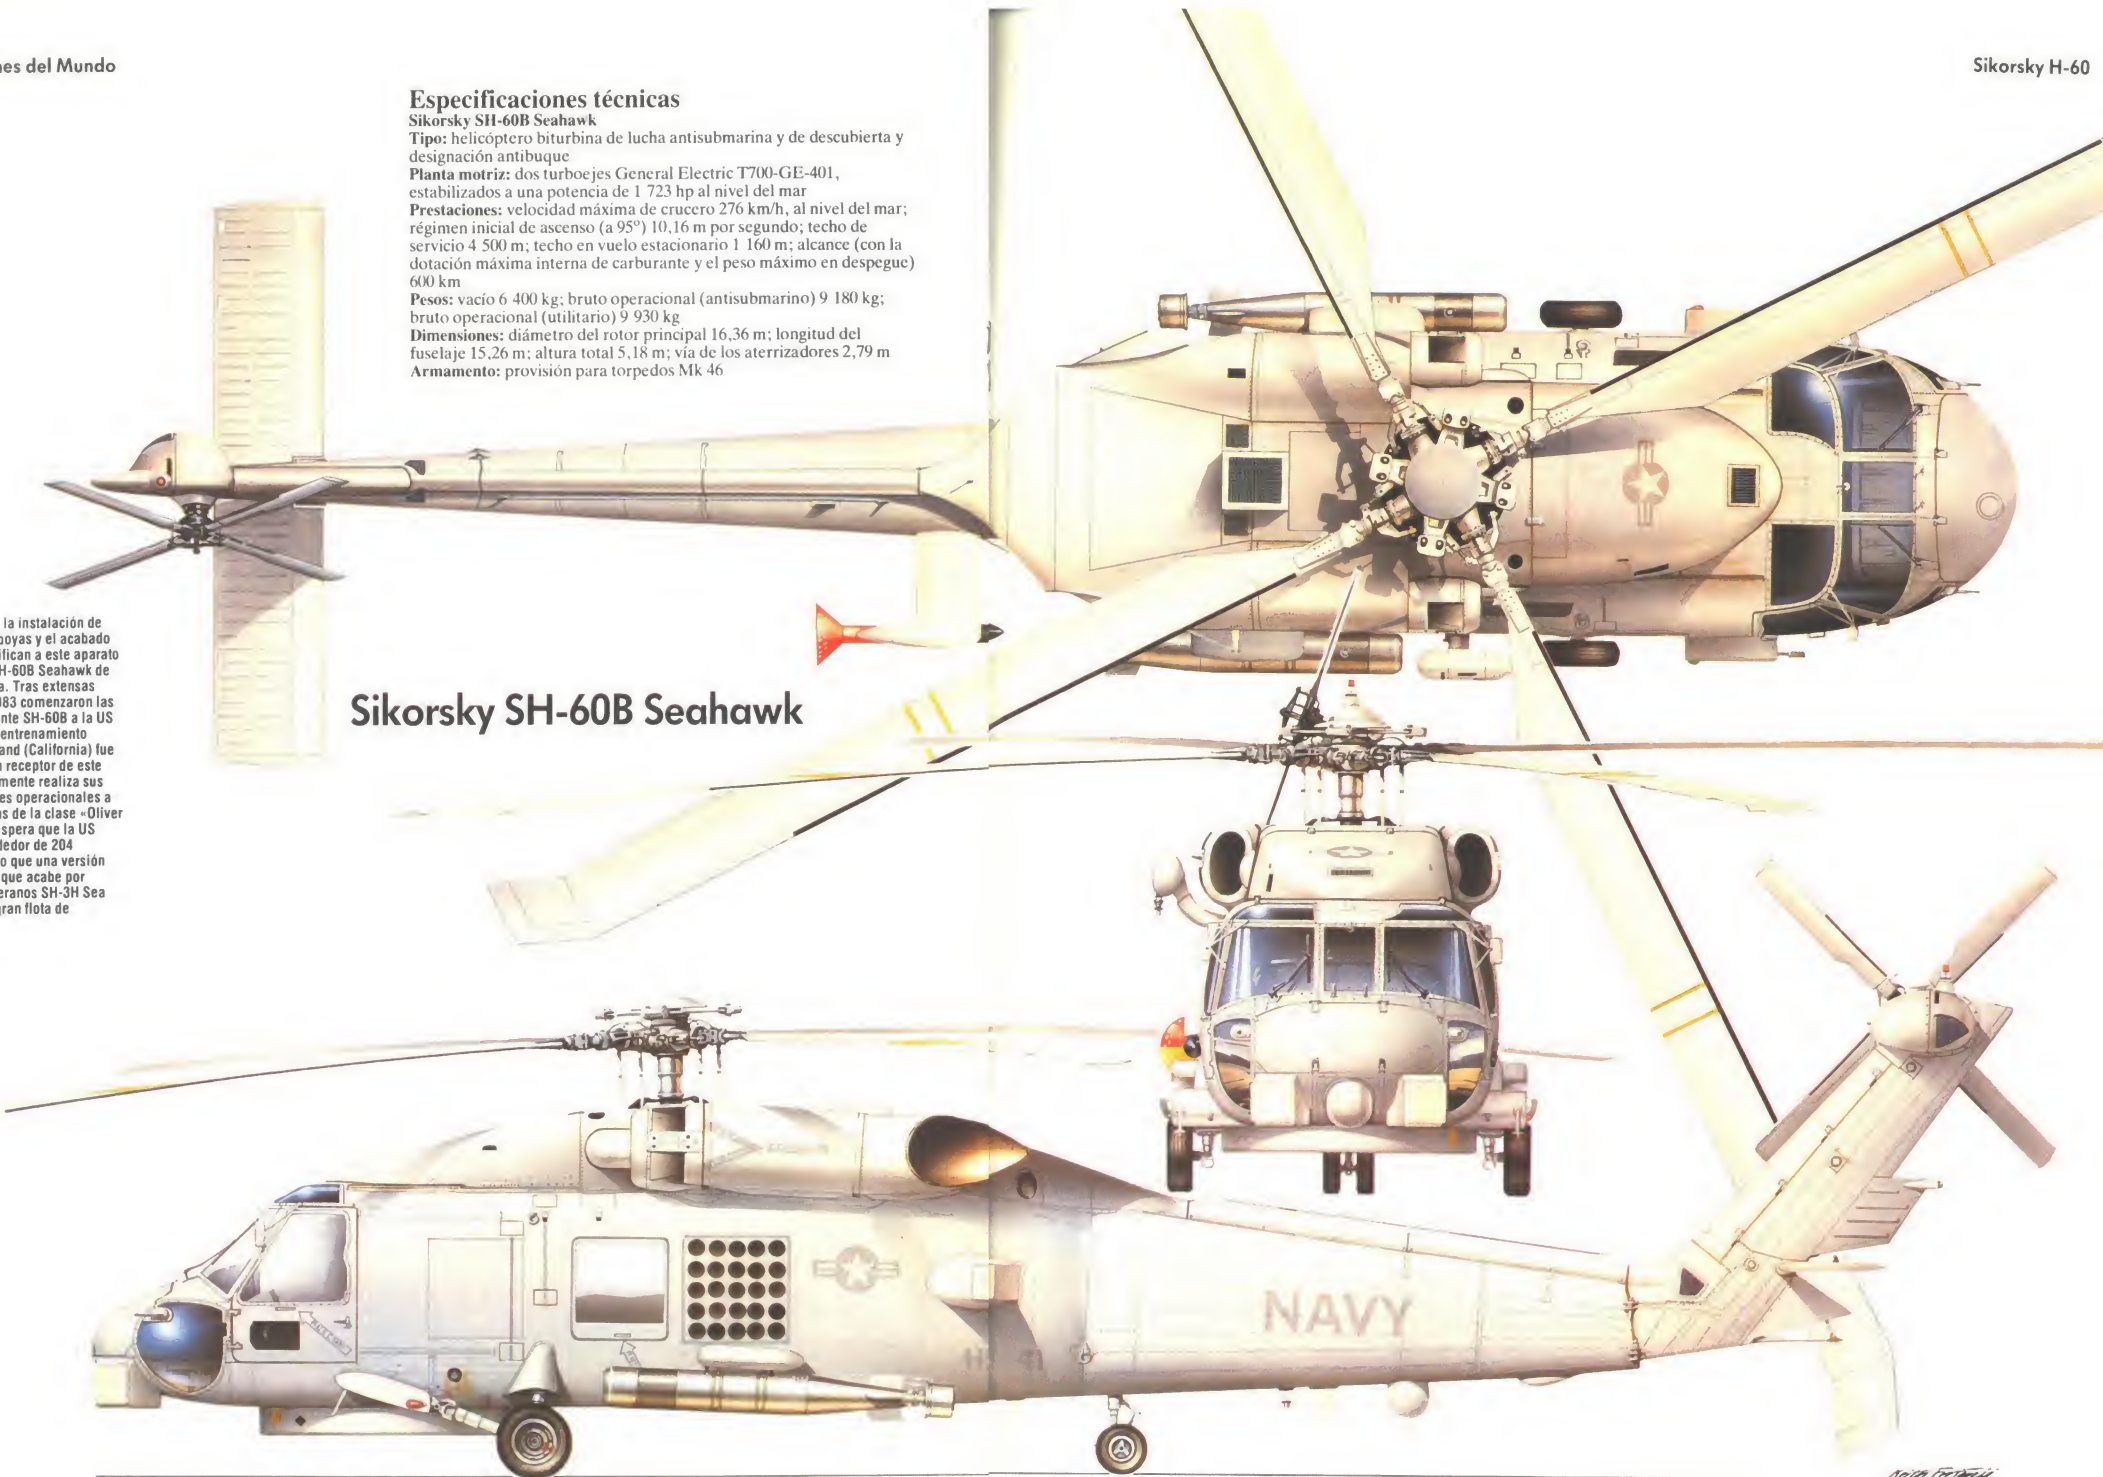 nes del Mundo
Sikorsky H-60
Especificaciones técnicas
Sikorsky SH-60B Seahawk
Tipo: helicóptero biturbina de lucha antisubmarina y de descubierta y
designación antibuque
Planta motriz: dos turboejes General Electric T700-GE-401,
estabilizados a una potencia de 1 723 hp al nivel del mar
Prestaciones: velocidad máxima de crucero 276 km/h, al nivel del mar;
régimen inicial de ascenso (a 95°) 10,16 m por segundo; techo de
servicio 4 500 m; techo en vuelo estacionario 1 160 m; alcance (con la
dotación máxima interna de carburante y el peso máximo en despegue)
600 km
Pesos: vacío 6 400 kg; bruto operacional (antisubmarino) 9 180 kg;
bruto operacional (utilitario) 9 930 kg
Dimensiones: diámetro del rotor principal 16,36 m; longitud del
fuselaje 15,26 m; altura total 5,18 m; vía de los aterrizadores 2,79 m
Armamento: provisión para torpedos Mk 46
la instalación de
boyas y el acabado
ifican a este aparato
H-60B Seahawk de
a. Tras extensas
983 comenzaron las
nte SH-60B a la US
entrenamiento
and (California) fue
receptor de este
mente realiza sus
es operacionales a
as de la clase «Oliver
spera que la US
dedor de 204
o que una versión
que acabe por
eranos SH-3H Sea
gran flota de
Sikorsky SH-60B Seahawk
NAVY